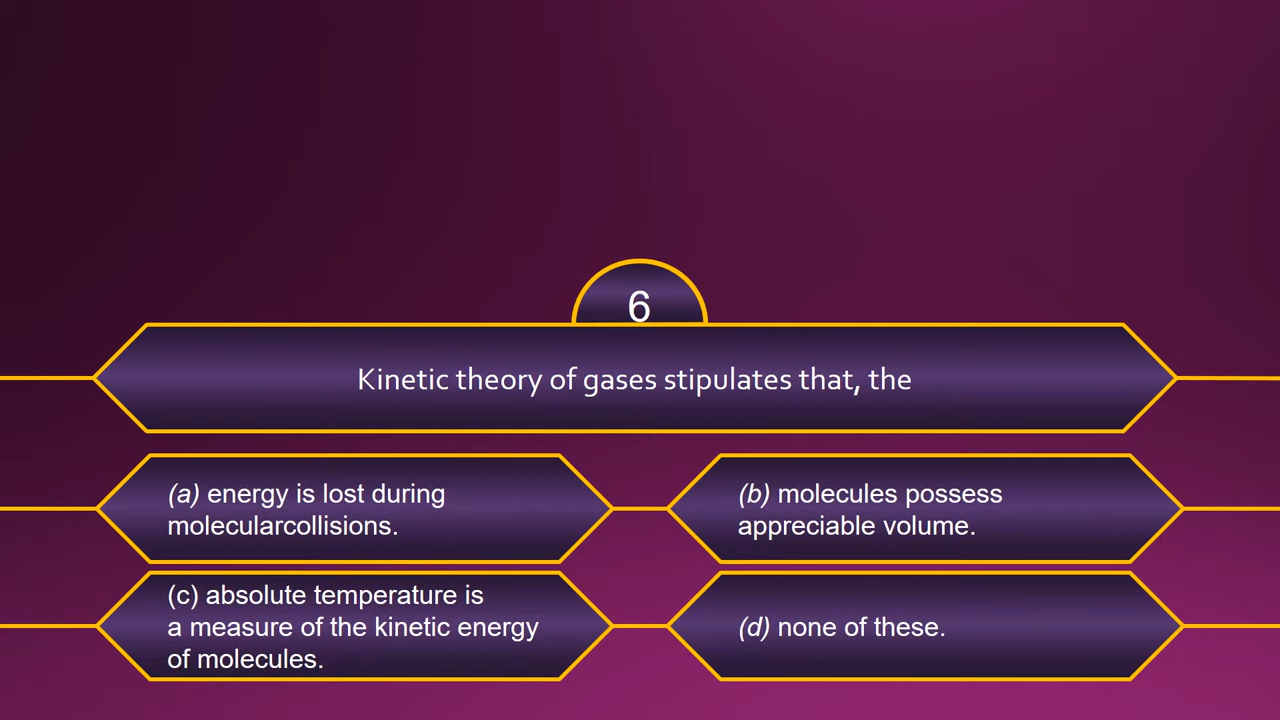 6
Kinetic theory of gases stipulates that, the
(a) energy is lost during
molecularcollisions.
(b) molecules possess
appreciable volume.
(c) absolute temperature is
a measure of the kinetic energy
of molecules.
(d) none of these.